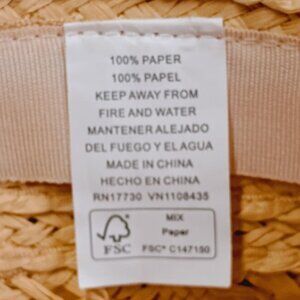 100% PAPER
100% PAPEL
KEEP AWAY FROM
FIRE AND WATER
MANTENER ALEJADO
DEL FUEGO Y EL AGUA
MADE IN CHINA
HECHO EN CHINA
RN17730 VN1108435
FSC
MIX
Paper
FSC® C147150